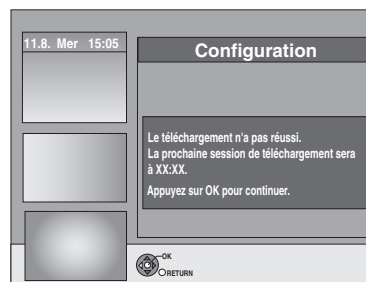 11.8. Mer 15:05
Configuration
Le téléchargement n'a pas réussi.
La prochaine session de téléchargement sera
à XX:XX.
Appuyez sur OK pour continuer.
OK
RETURN